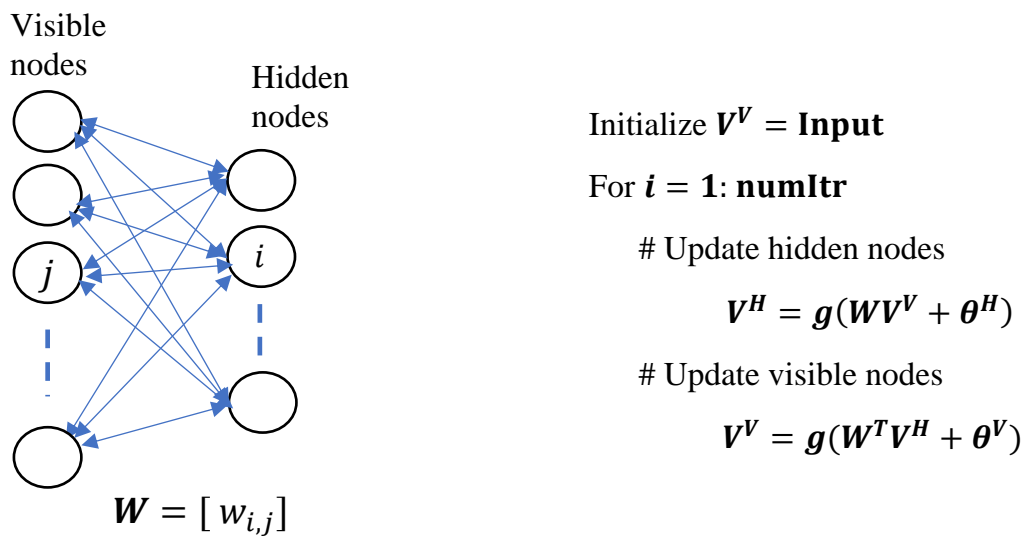 Visible
nodes
Hidden
nodes
j
i
W = [ w_{i,j}]
Initialize V^V = Input
For i = 1: numItr
# Update hidden nodes
V^H = g(WV^V + θ^H)
# Update visible nodes
V^V = g(W^T V^H + θ^V)